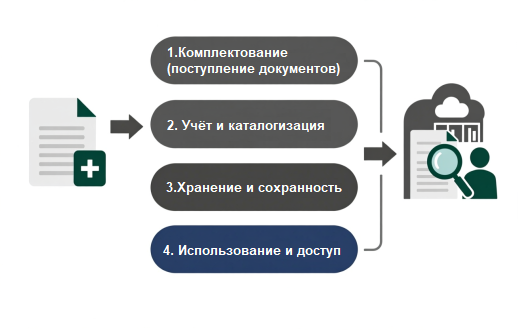 1.Комплектование
(поступление документов)
2. Учёт и каталогизация
3.Хранение и сохранность
4. Использование и доступ